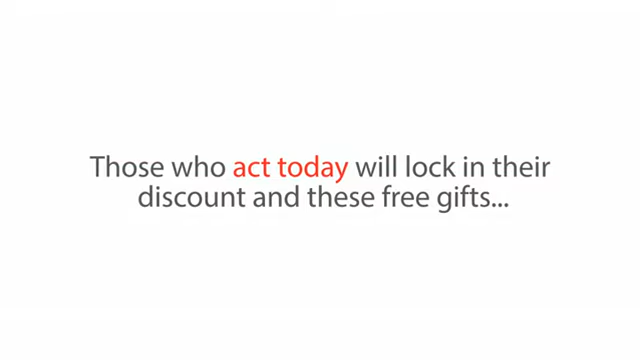 Those who act today will lock in their
discount and these free gifts...